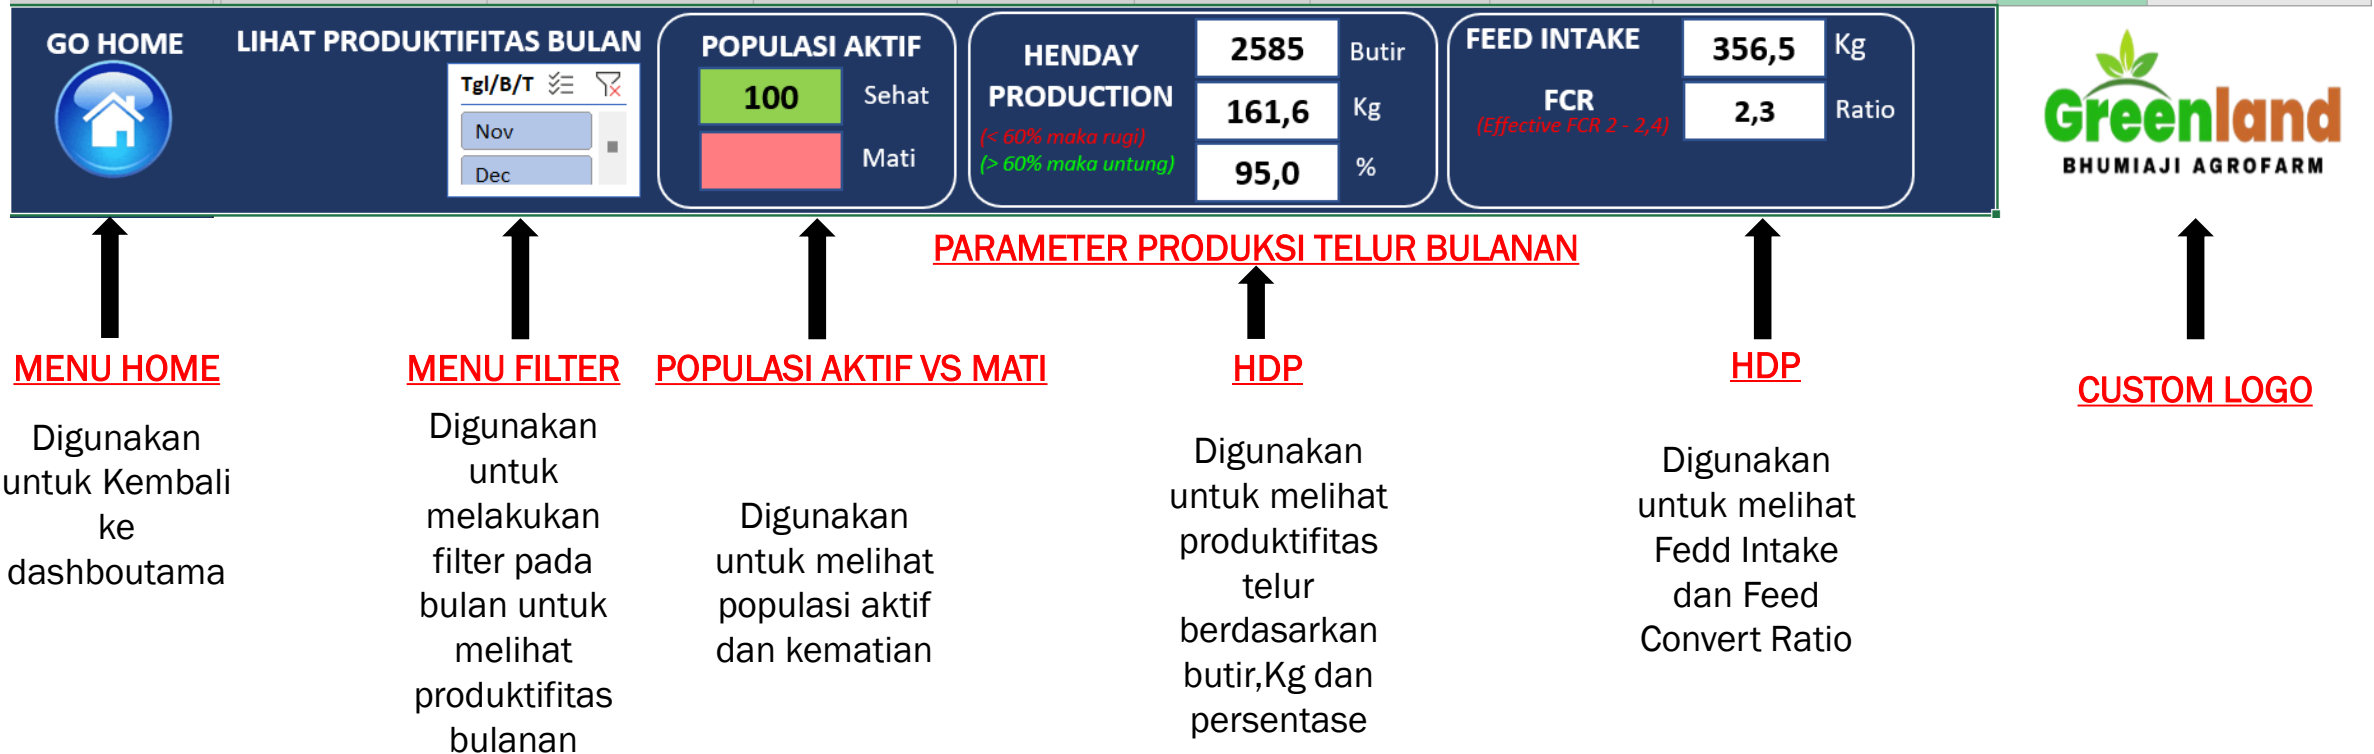 GO HOME
LIHAT PRODUKTIFITAS BULAN
Tgl/B/T
Nov
Dec
POPULASI AKTIF
100 Sehat
Mati
HENDAY
PRODUCTION
(< 60% maka rugi)
(> 60% maka untung)
2585 Butir
161,6 Kg
95,0 %
FEED INTAKE 356,5 Kg
FCR 2,3 Ratio
(Effective FCR 2 - 2,4)
Greenland
BHUMIAJI AGROFARM
PARAMETER PRODUKSI TELUR BULANAN
MENU HOME
Digunakan
untuk Kembali
ke
dashboutama
MENU FILTER
Digunakan
untuk
melakukan
filter pada
bulan untuk
melihat
produktifitas
bulanan
POPULASI AKTIF VS MATI
Digunakan
untuk melihat
populasi aktif
dan kematian
HDP
Digunakan
untuk melihat
produktifitas
telur
berdasarkan
butir,Kg dan
persentase
HDP
Digunakan
untuk melihat
Fedd Intake
dan Feed
Convert Ratio
CUSTOM LOGO